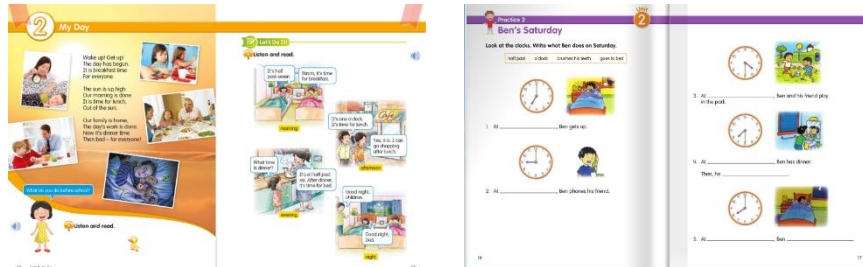 2
My Day
Wake up! Get up!
The day has begun.
It is breakfast time
For everyone.
The sun is up high
Our morning is done
It is time for lunch,
Out of the sun.
Our family is home,
The day's work is done
Now it's dinner time
Then bed – for everyone!
What do you do before school?
Listen and read.
Let's Do It!
Listen and read.
It's half past seven.
Mmm, it's time for breakfast.
morning
It's one o'clock. It's time for lunch.
Yes, it is. I can go shopping after lunch.
afternoon
What time is dinner?
It's at half past six. After dinner, it's time for bed.
evening
Good night, children.
Good night, Dad.
night
Practice 2
Unit 2
Ben's Saturday
Look at the clocks. Write what Ben does on Saturday.
half past o'clock brushes his teeth goes to bed
1. At ____________, Ben gets up.
2. At ____________, Ben phones his friend.
3. At ____________, Ben and his friend play
in the park.
4. At ____________, Ben has dinner.
Then, he ____________.
5. At ____________, Ben ____________.